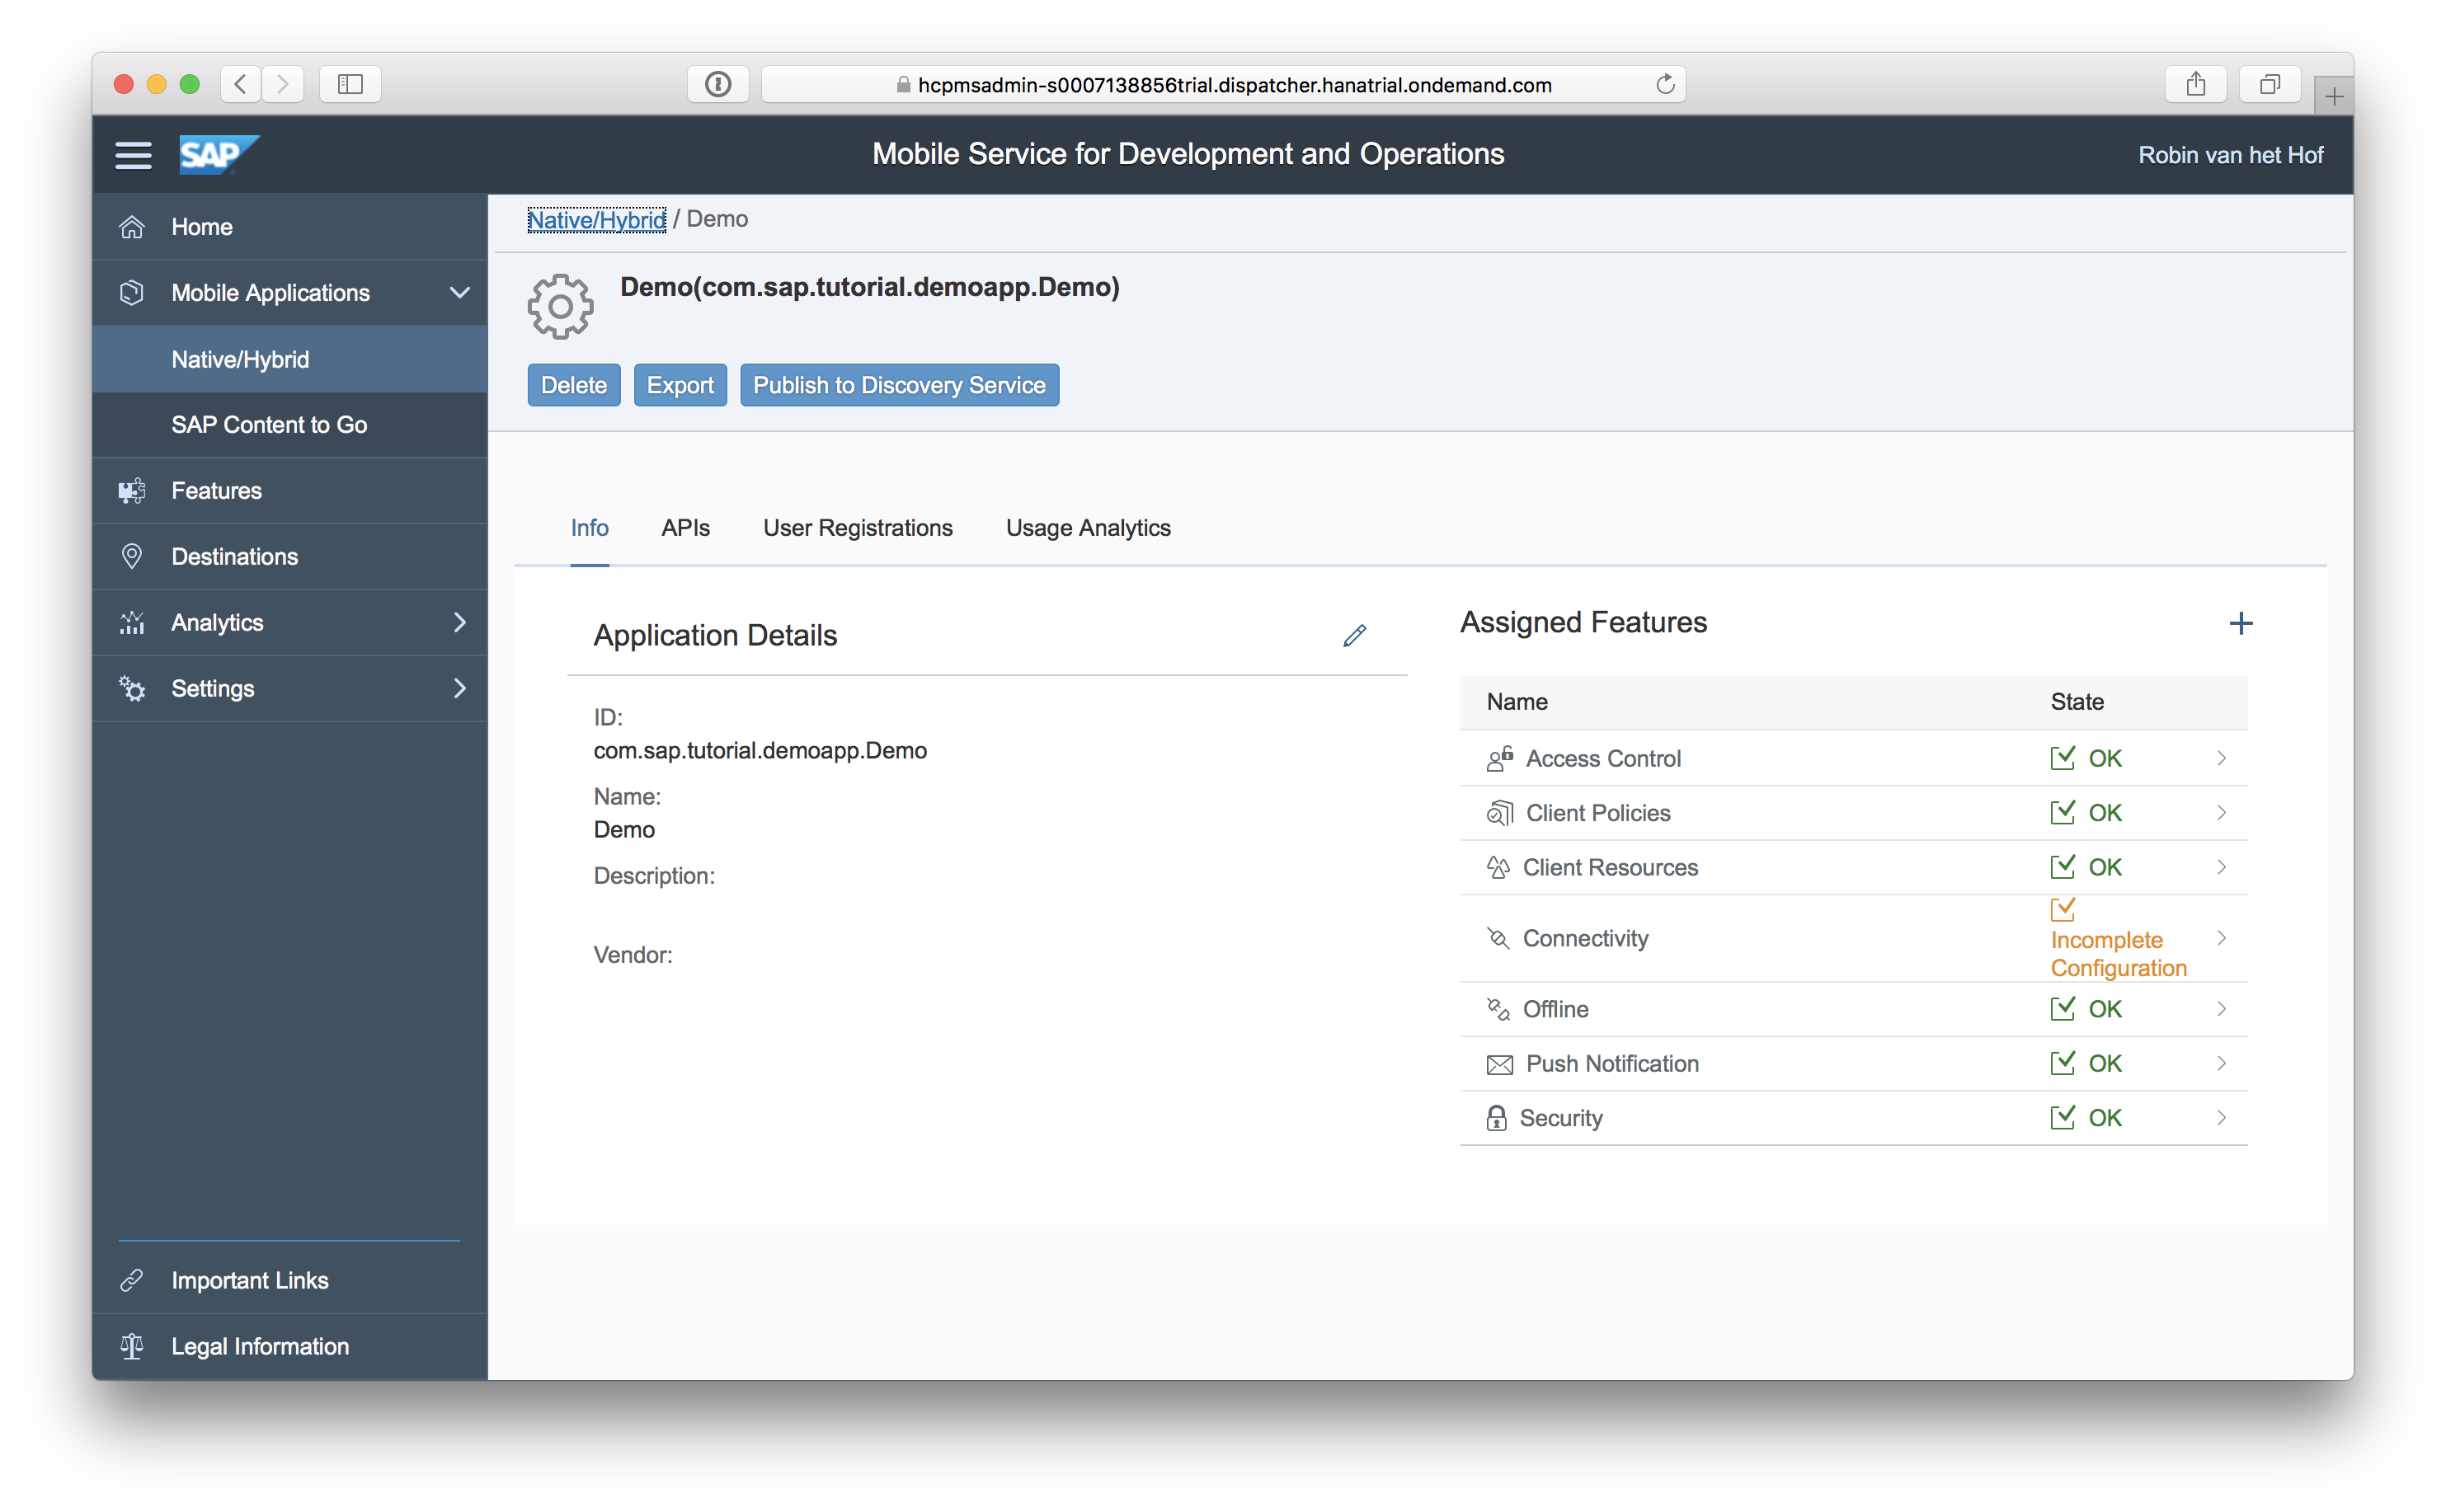 hcpmsadmin-s0007138856trial.dispatcher.hanatrial.ondemand.com
SAP
Mobile Service for Development and Operations
Robin van het Hof
Home
Mobile Applications
Native/Hybrid
SAP Content to Go
Features
Destinations
Analytics
Settings
Important Links
Legal Information
Native/Hybrid / Demo
Demo(com.sap.tutorial.demoapp.Demo)
Delete Export Publish to Discovery Service
Info APIs User Registrations Usage Analytics
Application Details
ID:
com.sap.tutorial.demoapp.Demo
Name:
Demo
Description:
Vendor:
Assigned Features
Name State
Access Control OK
Client Policies OK
Client Resources OK
Connectivity Incomplete
Configuration
Offline OK
Push Notification OK
Security OK